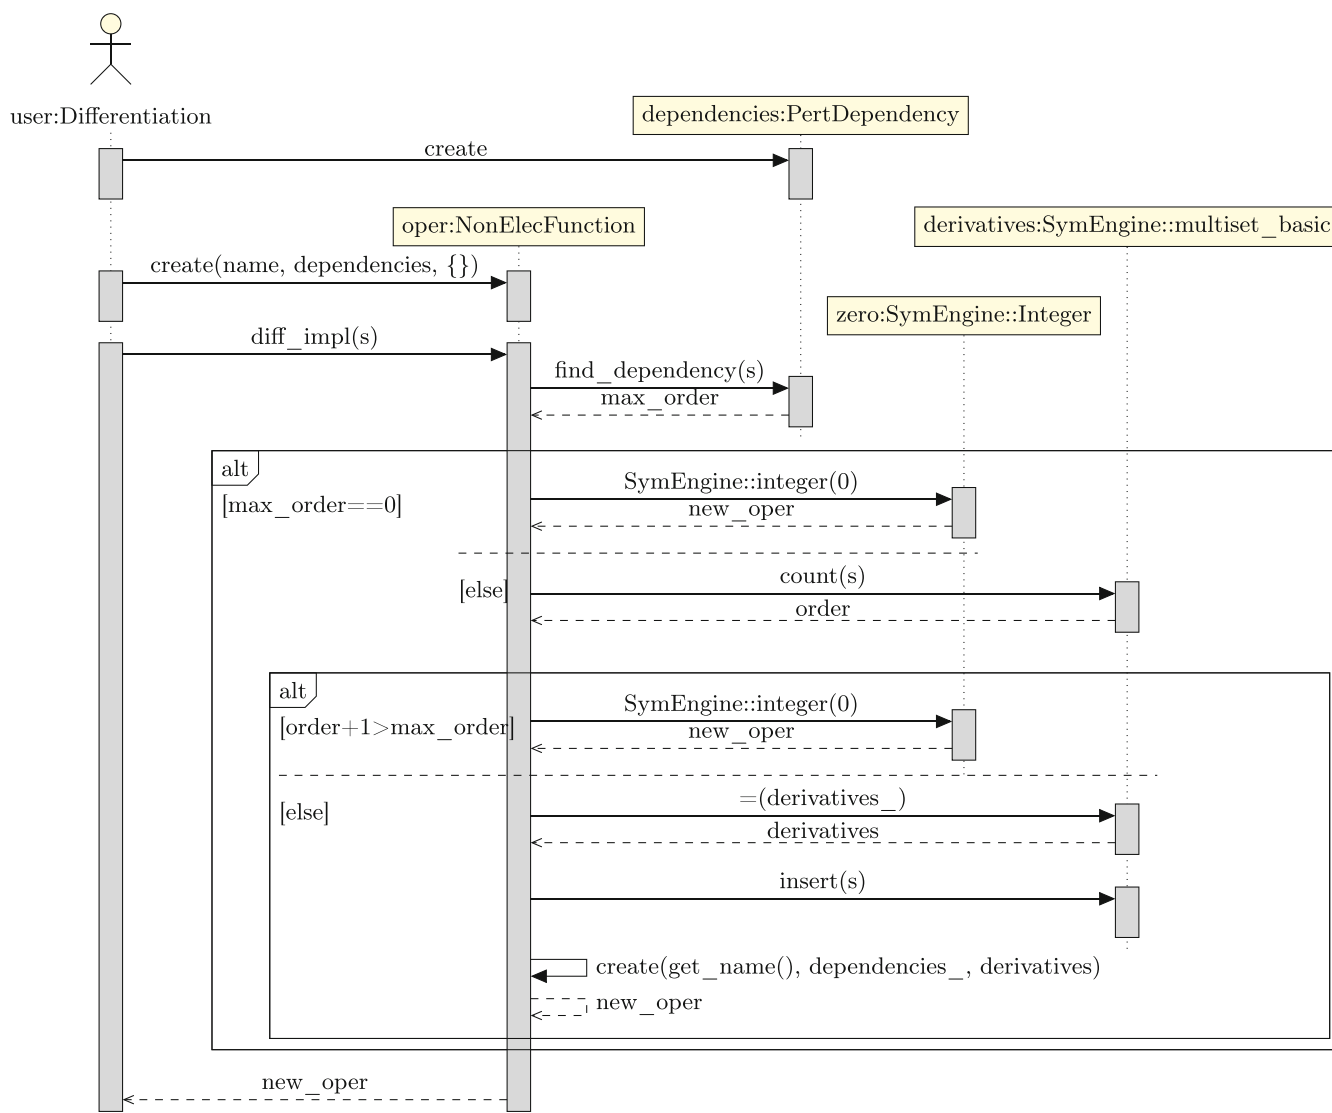 user:Differentiation
dependencies:PertDependency
create
oper:NonElecFunction
derivatives:SymEngine::multiset_basic
create(name, dependencies, {})
zero:SymEngine::Integer
diff_impl(s)
find_dependency(s)
max_order
alt
[max_order==0]
SymEngine::integer(0)
new_oper
[else]
count(s)
order
alt
[order+1>max_order]
SymEngine::integer(0)
new_oper
[else]
=(derivatives_)
derivatives
insert(s)
create(get_name(), dependencies_, derivatives)
new_oper
new_oper